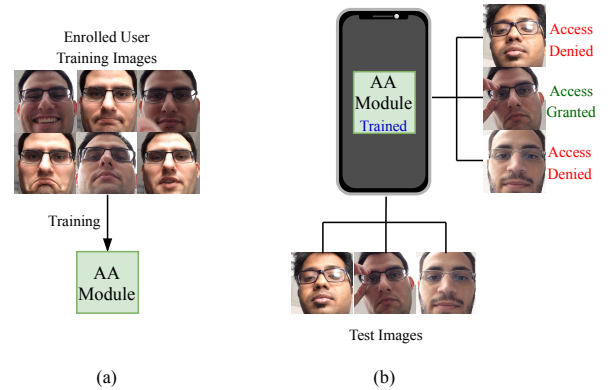 Enrolled User
Training Images
Training
AA
Module
(a)
AA
Module
Trained
Access
Denied
Access
Granted
Access
Denied
Test Images
(b)